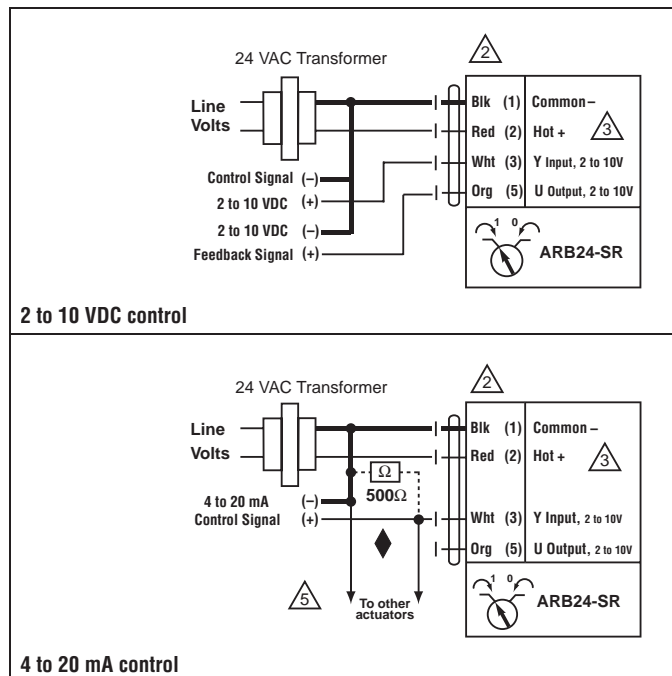 24 VAC Transformer
2
Line
Volts
Blk (1) Common –
Red (2) Hot +
3
Wht (3) Y Input, 2 to 10V
Org (5) U Output, 2 to 10V
Control Signal (–)
2 to 10 VDC (+)
2 to 10 VDC (–)
Feedback Signal (+)
1 0
ARB24-SR
2 to 10 VDC control
24 VAC Transformer
2
Line
Volts
Blk (1) Common –
Red (2) Hot +
3
Ω
500Ω
4 to 20 mA (–)
Control Signal (+)
Wht (3) Y Input, 2 to 10V
Org (5) U Output, 2 to 10V
5
To other
actuators
1 0
ARB24-SR
4 to 20 mA control